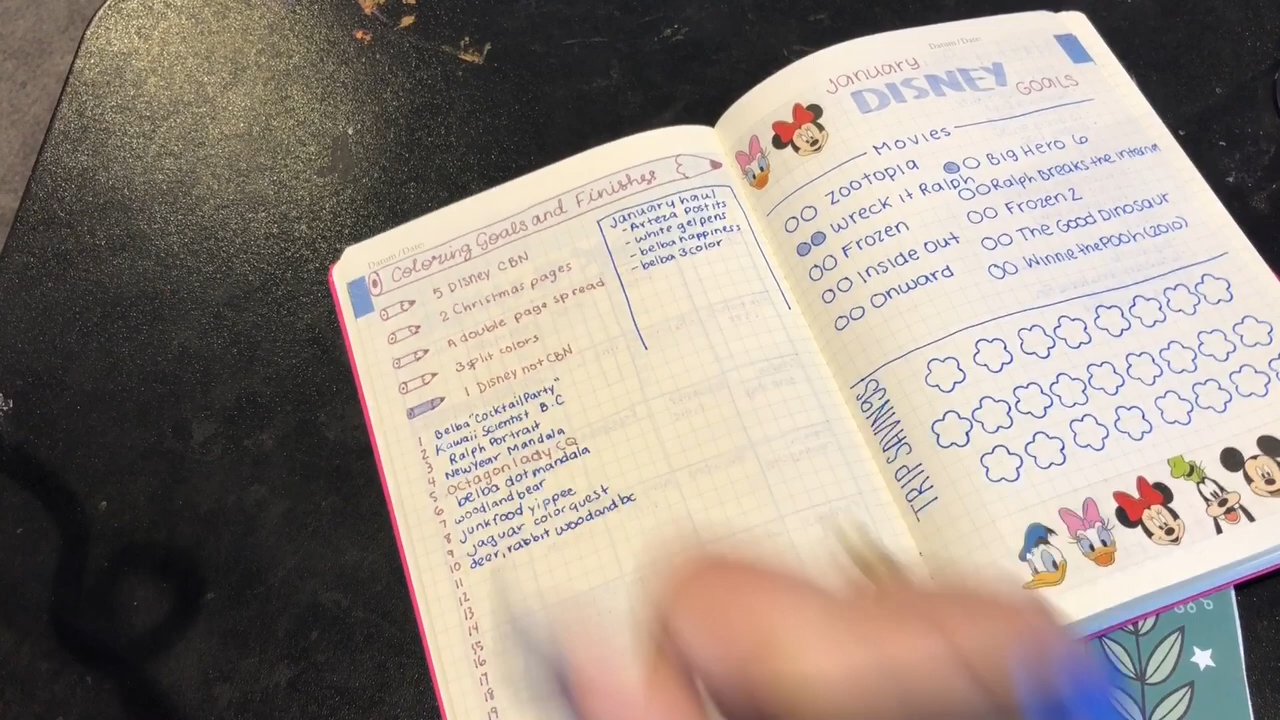 Datum / Date:
Coloring Goals and Finishes
5 Disney CBN
2 Christmas pages
A double page spread
3 split colors
1 Disney not CBN
January haul
- Arteza Post its
- white gel pens
- belba happiness
- belba 3 color
1 Belba "Cocktail Party"
2 Kawaii Scientist B.C
3 Ralph Portrait
4 New Year Mandala
5 octagon lady CQ
6 belba dot mandala
7 woodland bear
8 junkfood yippee
9 jaguar color quest
10 deer, rabbit woodand bc
11
12
13
14
15
16
17
18
19
Datum / Date:
January
DISNEY
GOALS
Movies
Zootopia
Wreck it Ralph
Frozen
Inside Out
Onward
Big Hero 6
Ralph Breaks the Internet
Frozen 2
The Good Dinosaur
Winnie the Pooh (2010)
TRIP SAVINGS